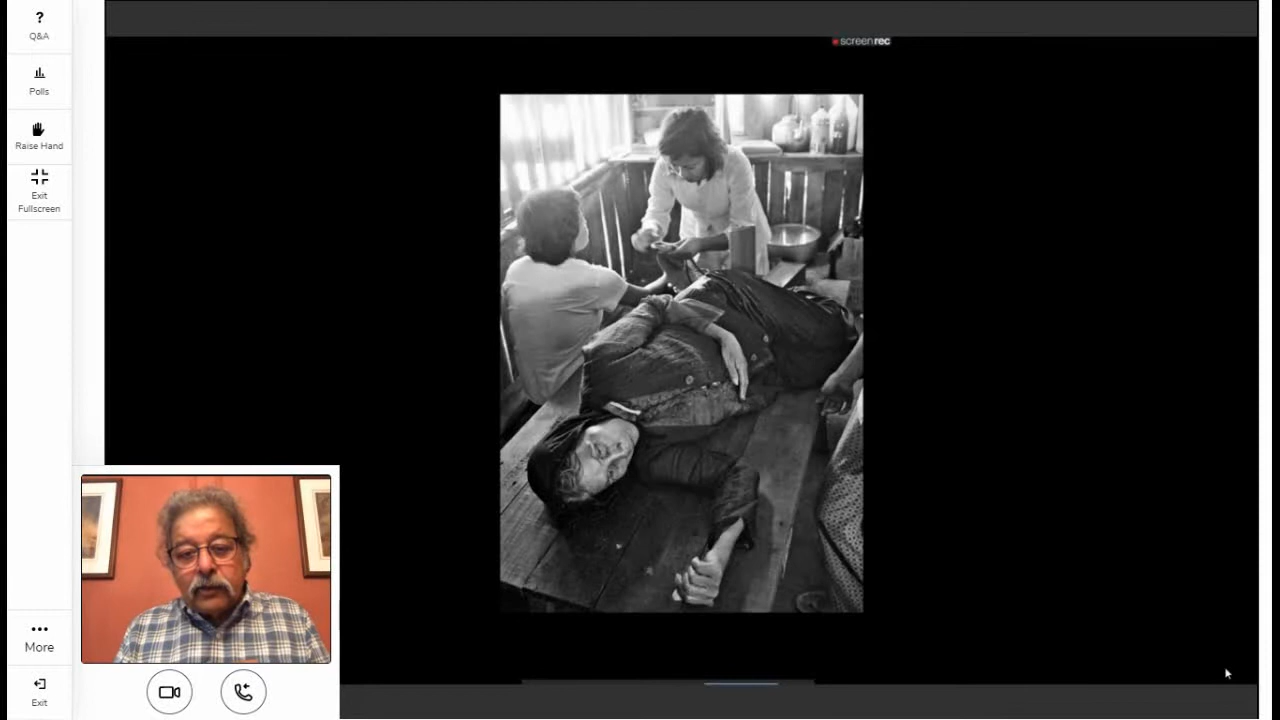 ?
Q&A
Polls
Raise Hand
Exit
Fullscreen
More
Exit
screenrec